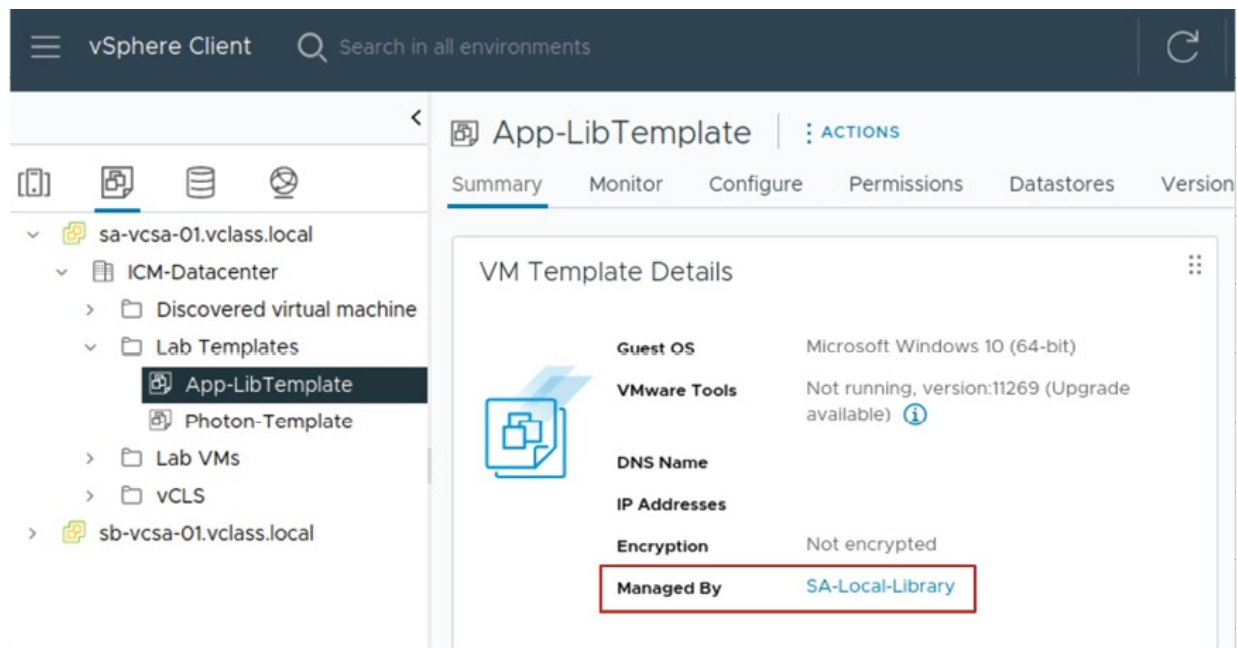 vSphere Client
Search in all environments
App-LibTemplate
ACTIONS
Summary Monitor Configure Permissions Datastores Version
sa-vcsa-01.vclass.local
ICM-Datacenter
Discovered virtual machine
Lab Templates
App-LibTemplate
Photon-Template
Lab VMs
vCLS
sb-vcsa-01.vclass.local
VM Template Details
Guest OS Microsoft Windows 10 (64-bit)
VMware Tools Not running, version:11269 (Upgrade
available)
DNS Name
IP Addresses
Encryption Not encrypted
Managed By SA-Local-Library